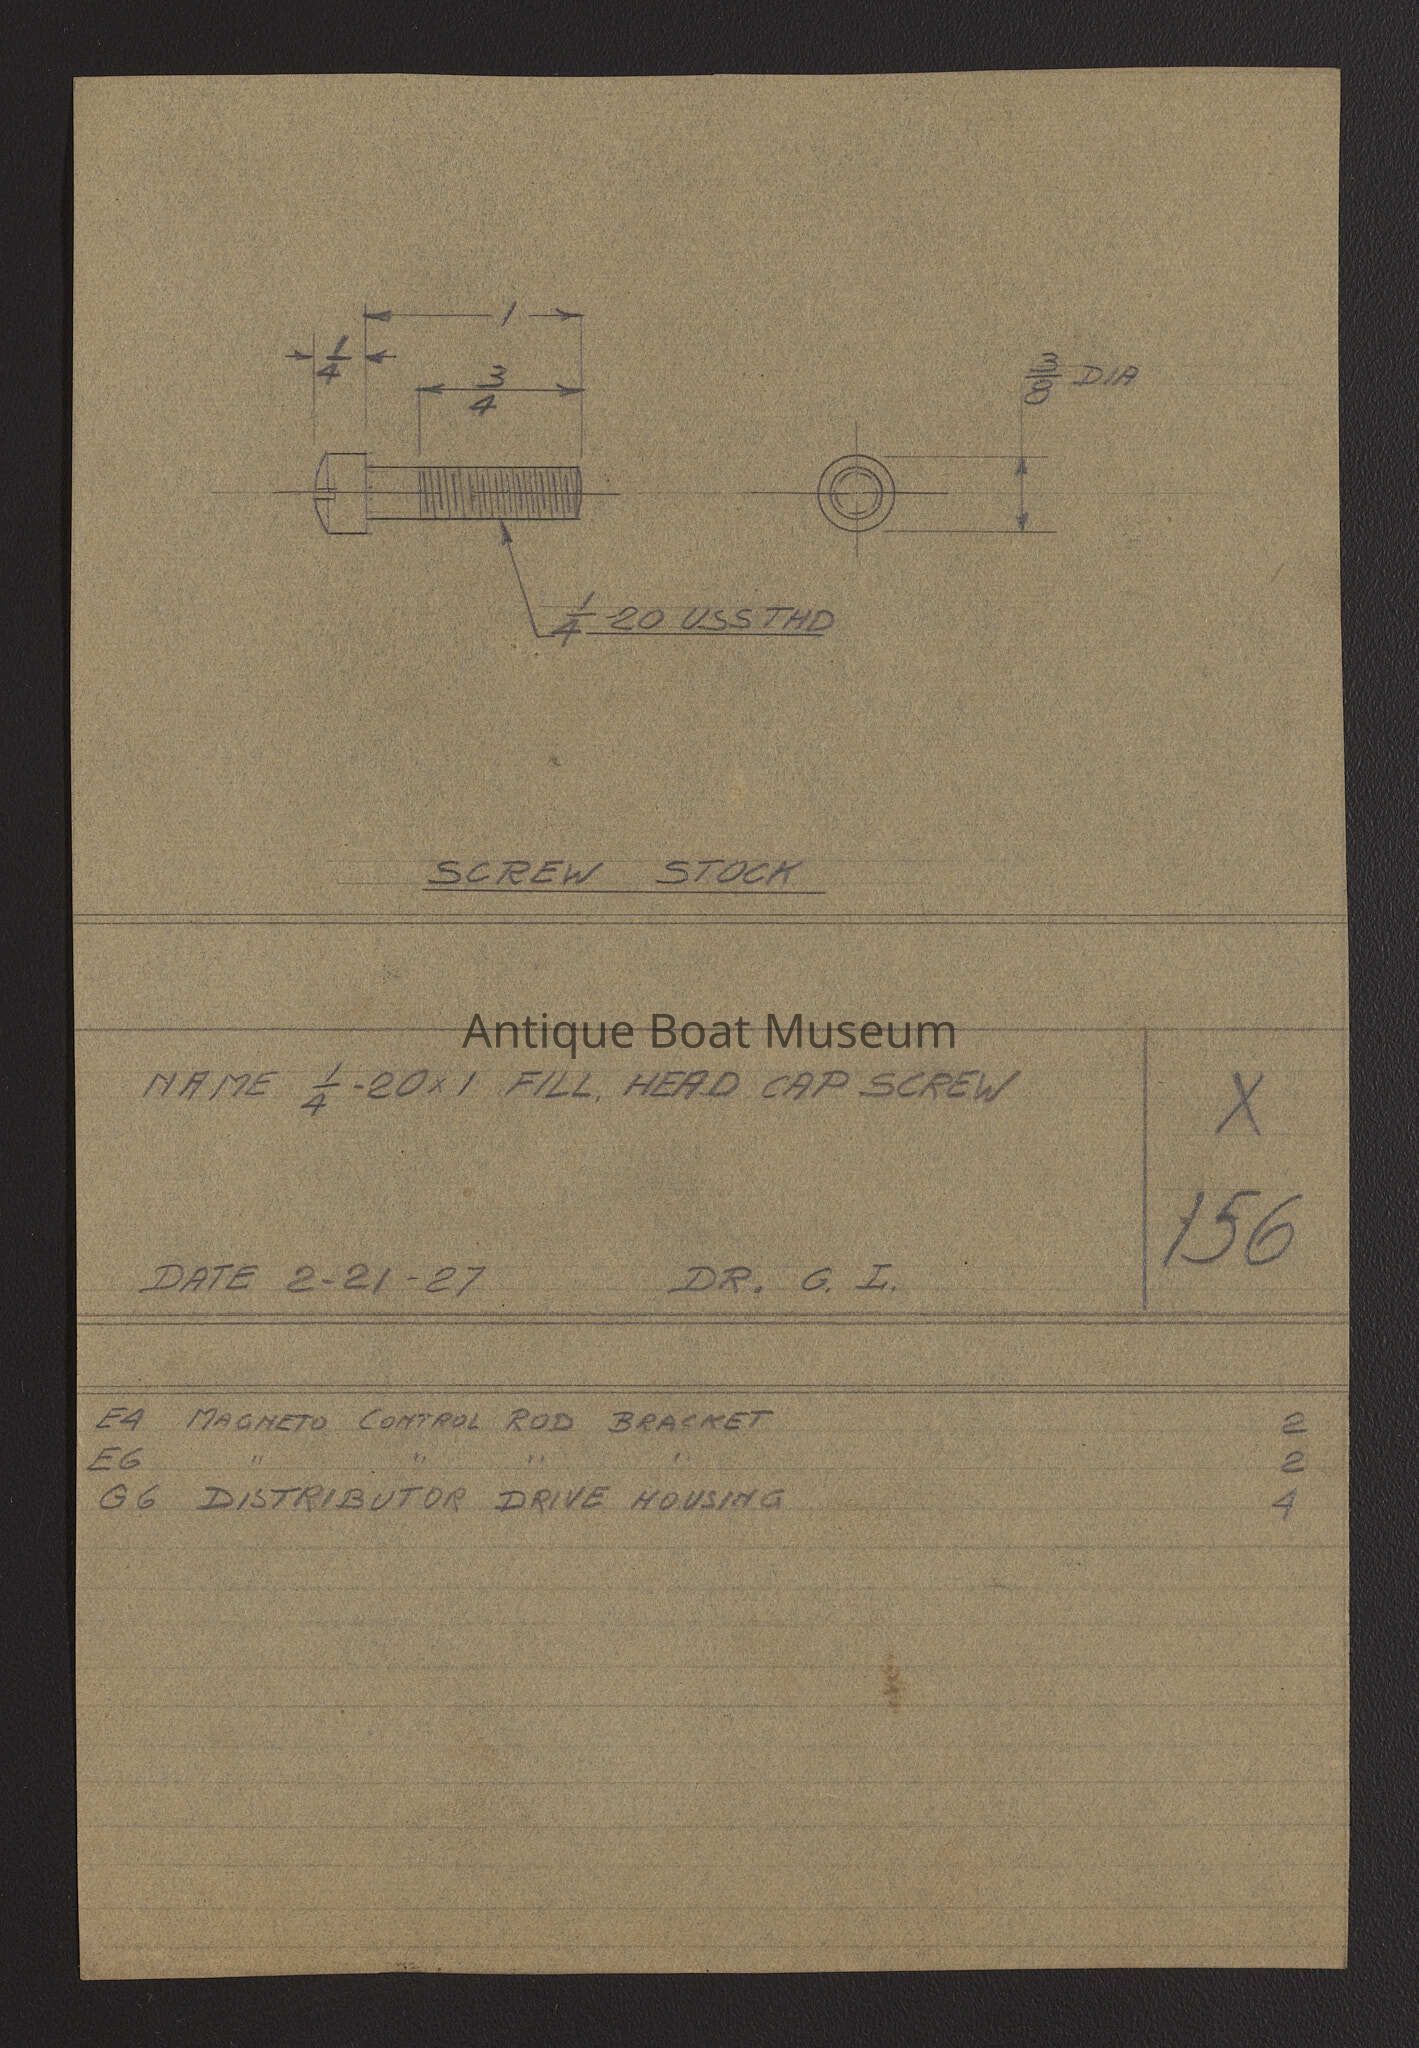 1
1/4
3/4
3/8 DIA
1/4-20 USS THD
SCREW STOCK
Antique Boat Museum
NAME 1/4-20x1 FILL. HEAD CAP SCREW
X
156
DATE 2-21-27 DR. G. I.
E4 MAGNETO CONTROL ROD BRACKET 2
E6 " " " " 2
G6 DISTRIBUTOR DRIVE HOUSING 4